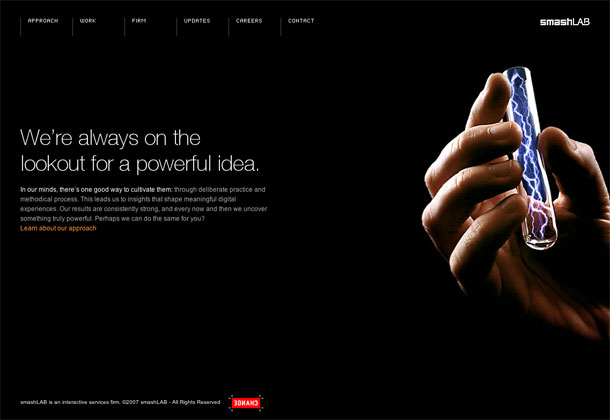 APPROACH
WORK
FIRM
UPDATES
CAREERS
CONTACT
smashLAB
We're always on the
lookout for a powerful idea.
In our minds, there's one good way to cultivate them: through deliberate practice and
methodical process. This leads us to insights that shape meaningful digital
experiences. Our results are consistently strong, and every now and then we uncover
something truly powerful. Perhaps we can do the same for you?
Learn about our approach
smashLAB is an interactive services firm. ©2007 smashLAB - All Rights Reserved
CHANGE